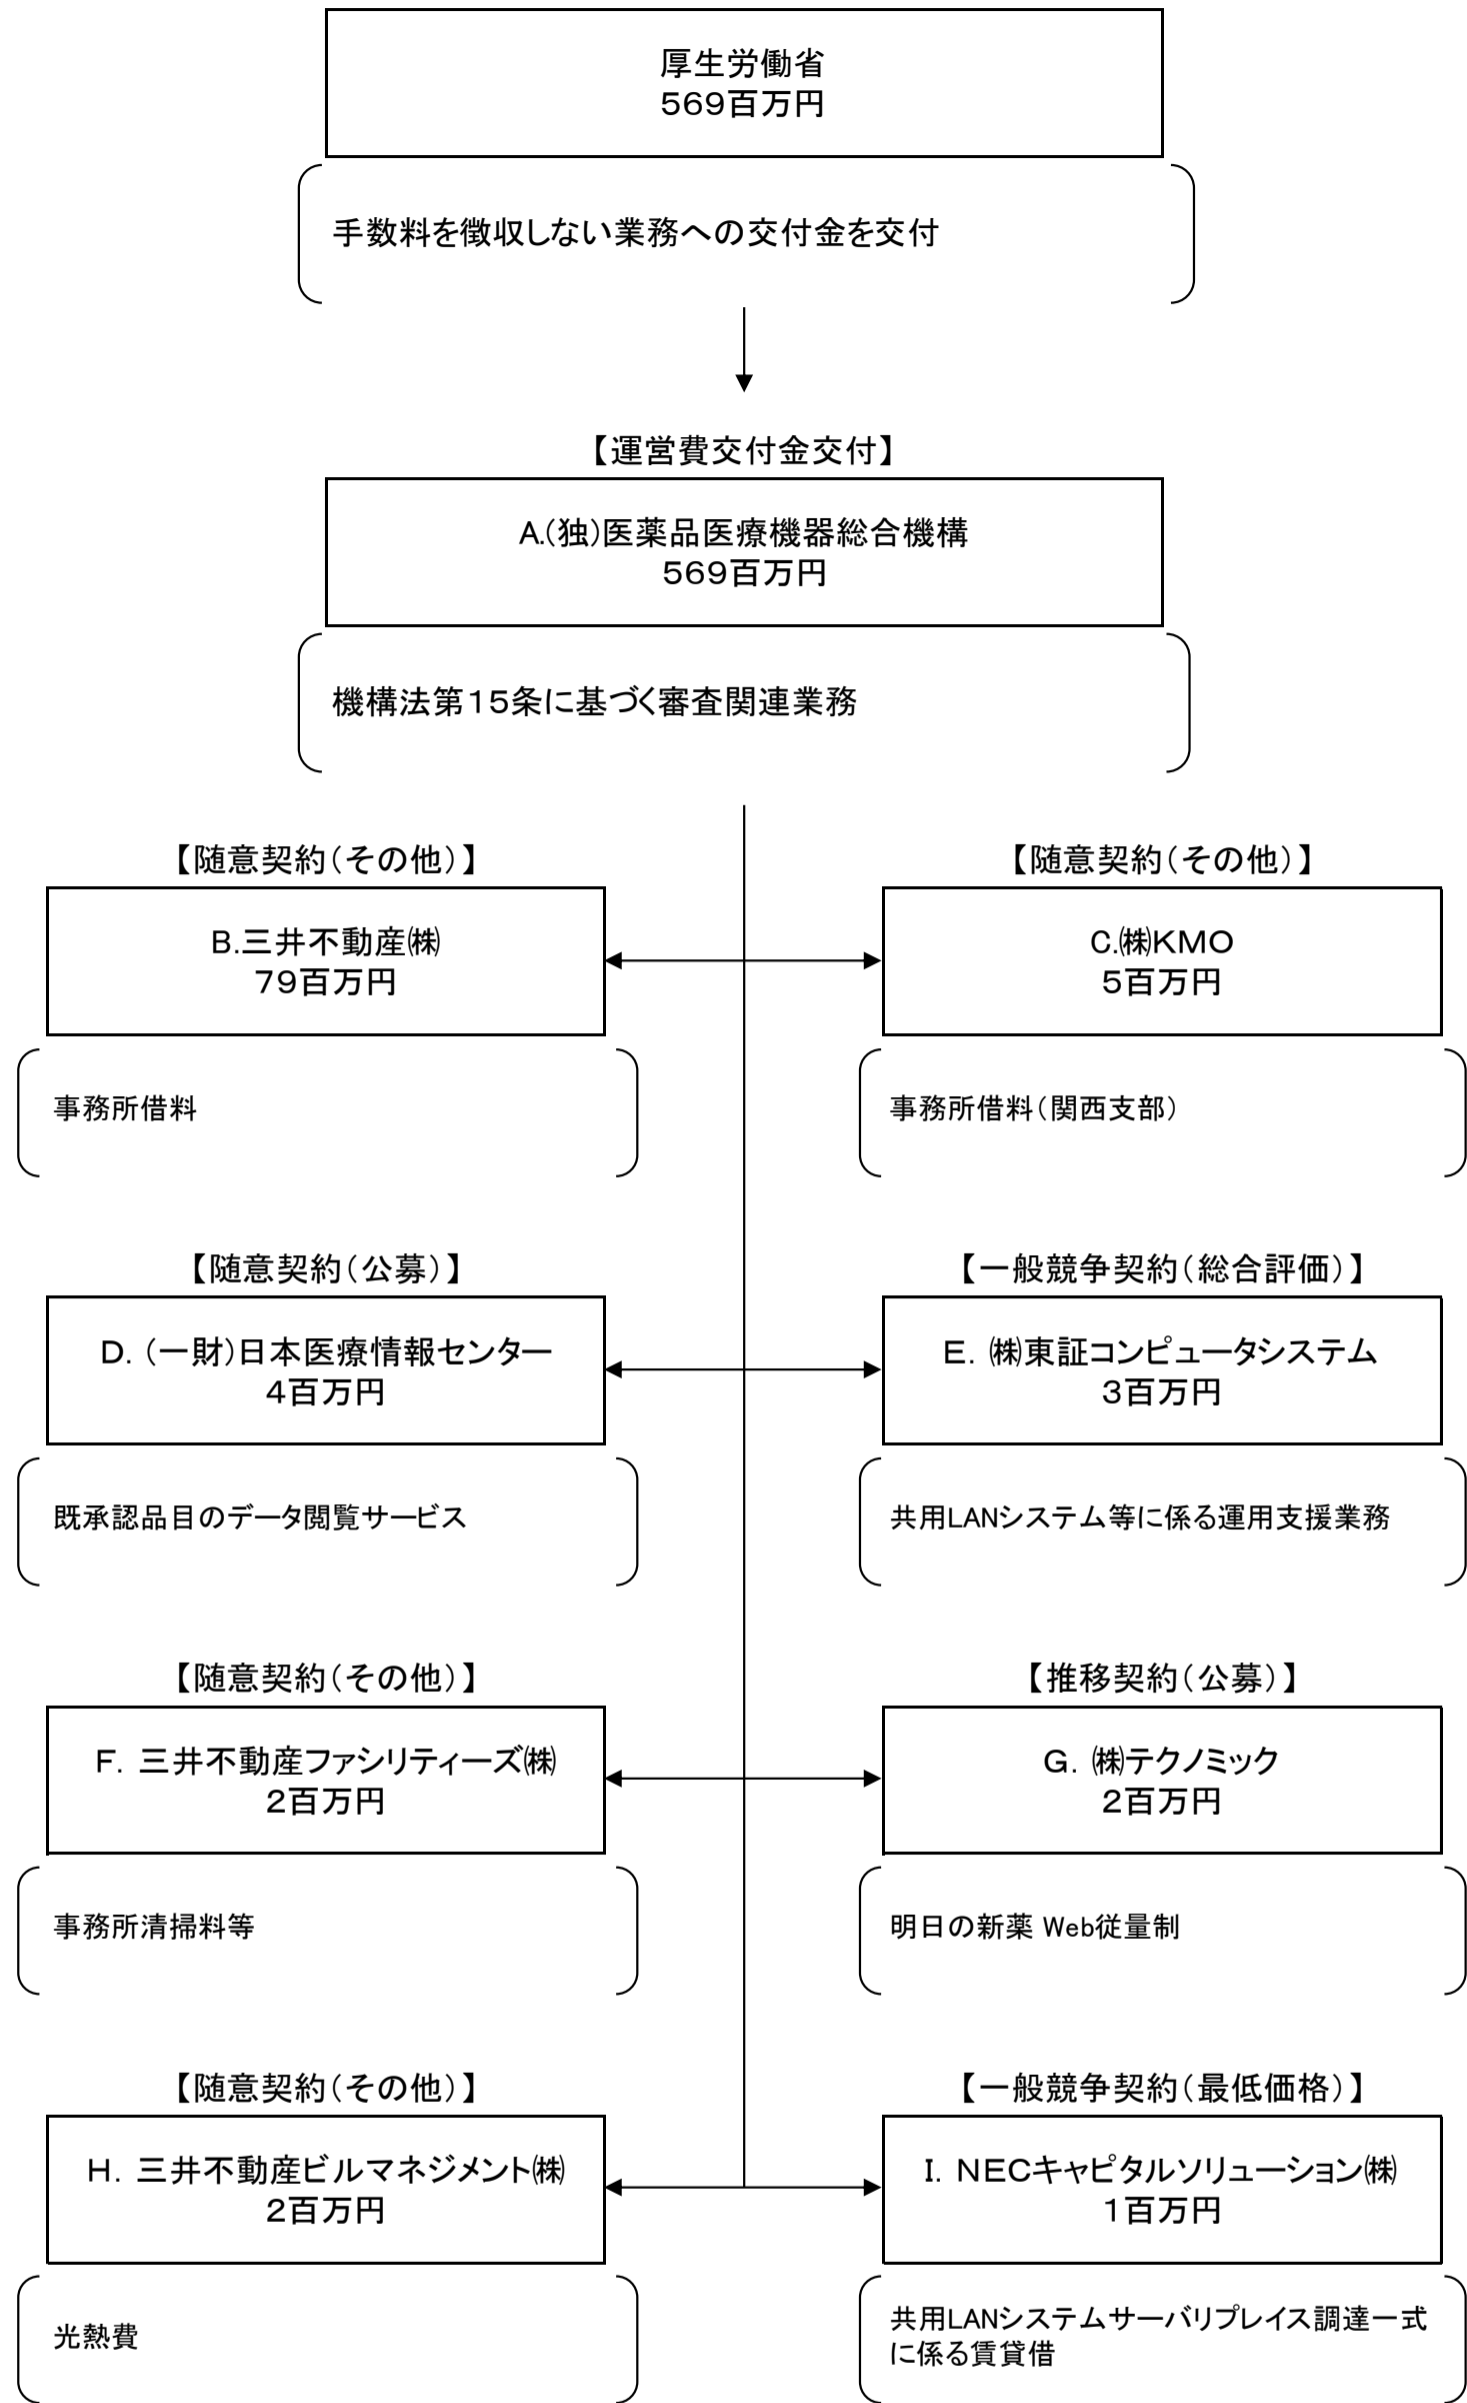 厚生労働省
569百万円
手数料を徴収しない業務への交付金を交付
【運営費交付金交付】
A.(独)医薬品医療機器総合機構
569百万円
機構法第15条に基づく審査関連業務
【随意契約(その他)】
B.三井不動産㈱
79百万円
事務所借料
【随意契約(その他)】
C.㈱KMO
5百万円
事務所借料(関西支部)
【随意契約(公募)】
D. (一財)日本医療情報センター
4百万円
既承認品目のデータ閲覧サービス
【一般競争契約(総合評価)】
E. ㈱東証コンピュータシステム
3百万円
共用LANシステム等に係る運用支援業務
【随意契約(その他)】
F. 三井不動産ファシリティーズ㈱
2百万円
事務所清掃料等
【推移契約(公募)】
G. ㈱テクノミック
2百万円
明日の新薬 Web従量制
【随意契約(その他)】
H. 三井不動産ビルマネジメント㈱
2百万円
光熱費
【一般競争契約(最低価格)】
I. NECキャピタルソリューション㈱
1百万円
共用LANシステムサーバリプレイス調達一式
に係る賃貸借